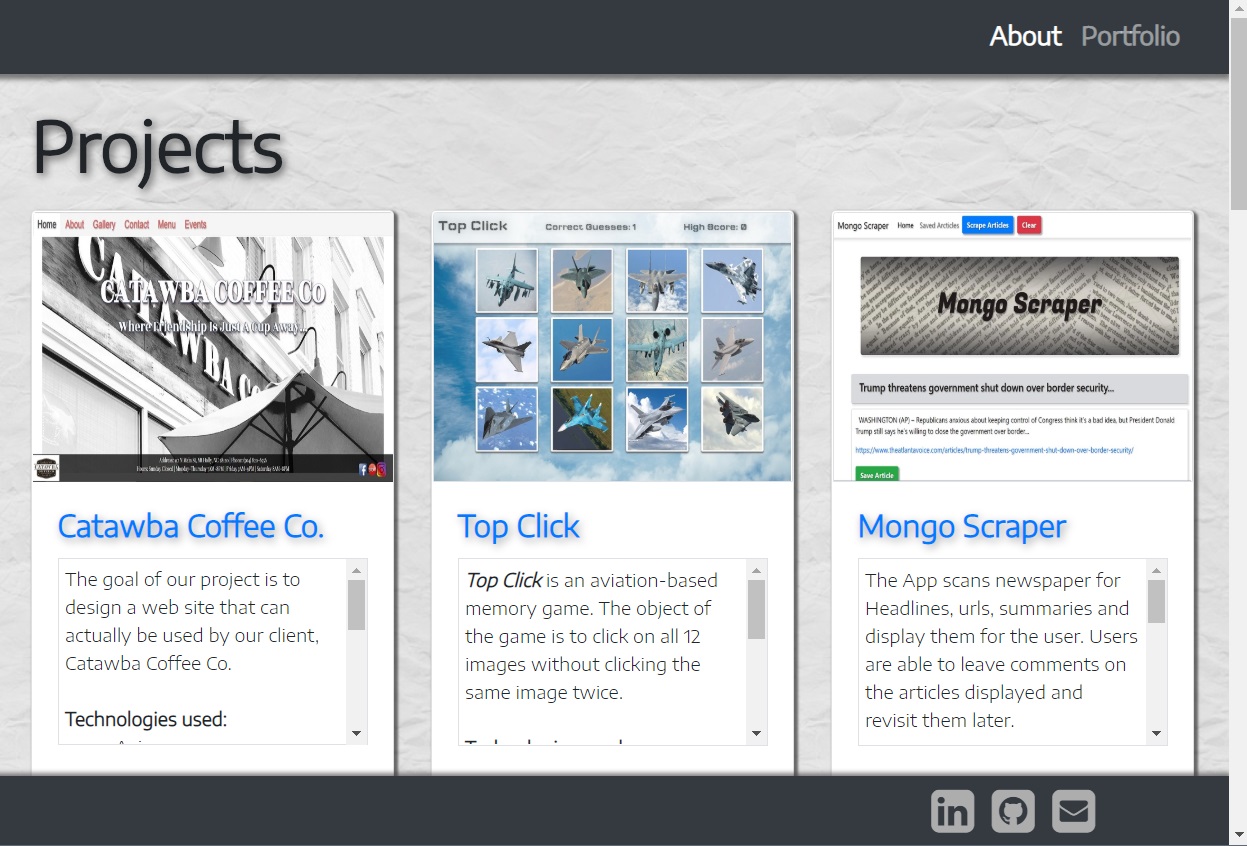 About Portfolio
Projects
Home About Gallery Contact Menu Events
CATAWBA COFFEE CO
Where Friendship Is Just A Cup Away...
Top Click Correct Guesses: 1 High Score: 0
Mongo Scraper Home Saved Articles Scrape Articles Clear
Mongo Scraper
Trump threatens government shut down over border security...
WASHINGTON (AP) – Republicans anxious about keeping control of Congress think it's a bad idea, but President Donald
Trump still says he's willing to close the government over border...
https://www.theatlantavoice.com/articles/trump-threatens-government-shut-down-over-border-security/
Save Article
Catawba Coffee Co.
The goal of our project is to
design a web site that can
actually be used by our client,
Catawba Coffee Co.
Technologies used:
Top Click
Top Click is an aviation-based
memory game. The object of
the game is to click on all 12
images without clicking the
same image twice.
Mongo Scraper
The App scans newspaper for
Headlines, urls, summaries and
display them for the user. Users
are able to leave comments on
the articles displayed and
revisit them later.
in